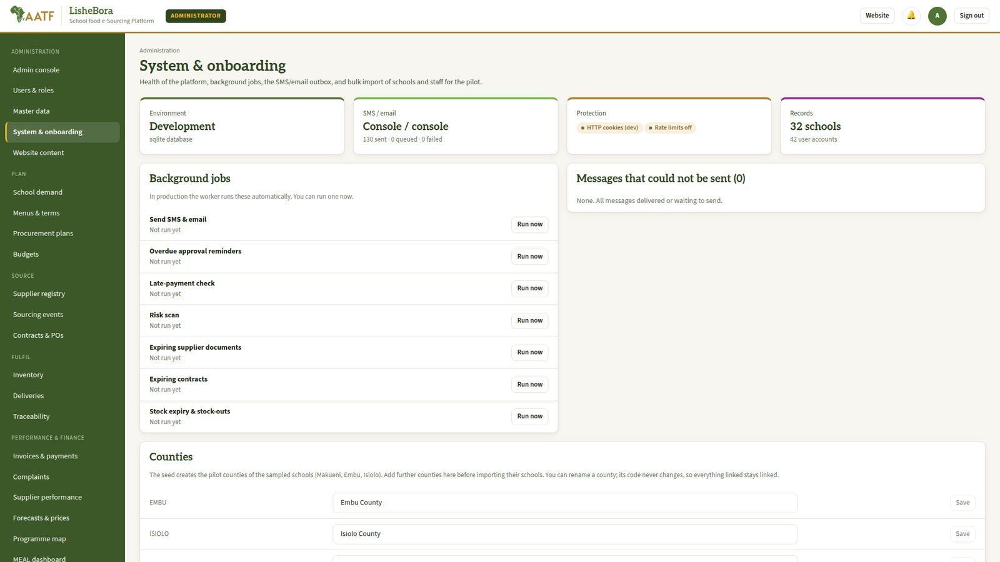 AATF
LisheBora
School food e-Sourcing Platform
ADMINISTRATOR
Website
A
Sign out
ADMINISTRATION
Admin console
Users & roles
Master data
System & onboarding
Website content
PLAN
School demand
Menus & terms
Procurement plans
Budgets
SOURCE
Supplier registry
Sourcing events
Contracts & POs
FULFIL
Inventory
Deliveries
Traceability
PERFORMANCE & FINANCE
Invoices & payments
Complaints
Supplier performance
Forecasts & prices
Programme map
MEAL dashboard
Administration
System & onboarding
Health of the platform, background jobs, the SMS/email outbox, and bulk import of schools and staff for the pilot.
Environment
Development
sqlite database
SMS / email
Console / console
130 sent · 0 queued · 0 failed
Protection
HTTP cookies (dev)
Rate limits off
Records
32 schools
42 user accounts
Background jobs
In production the worker runs these automatically. You can run one now.
Send SMS & email
Not run yet
Run now
Overdue approval reminders
Not run yet
Run now
Late-payment check
Not run yet
Run now
Risk scan
Not run yet
Run now
Expiring supplier documents
Not run yet
Run now
Expiring contracts
Not run yet
Run now
Stock expiry & stock-outs
Not run yet
Run now
Messages that could not be sent (0)
None. All messages delivered or waiting to send.
Counties
The seed creates the pilot counties of the sampled schools (Makueni, Embu, Isiolo). Add further counties here before importing their schools. You can rename a county; its code never changes, so everything linked stays linked.
EMBU
Embu County
Save
ISIOLO
Isiolo County
Save